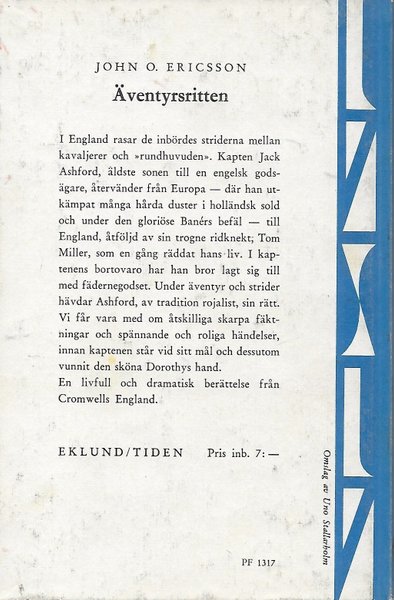 JOHN O. ERICSSON
Äventyrsritten
I England rasar de inbördes striderna mellan
kavaljerer och »rundhuvuden». Kapten Jack
Ashford, äldste sonen till en engelsk gods-
ägare, återvänder från Europa — där han ut-
kämpat många hårda duster i holländsk sold
och under den gloriöse Banérs befäl — till
England, åtföljd av sin trogne ridknekt; Tom
Miller, som en gång räddat hans liv. I kap-
tenens bortovaro har han bror lagt sig till
med fädernegodset. Under äventyr och strider
hävdar Ashford, av tradition rojalist, sin rätt.
Vi får vara med om åtskilliga skarpa fäkt-
ningar och spännande och roliga händelser,
innan kaptenen står vid sitt mål och dessutom
vunnit den sköna Dorothys hand.
En livfull och dramatisk berättelse från
Cromwells England.
EKLUND/TIDEN Pris inb. 7:—
Omslag av Uno Stallarholm
PF 1317